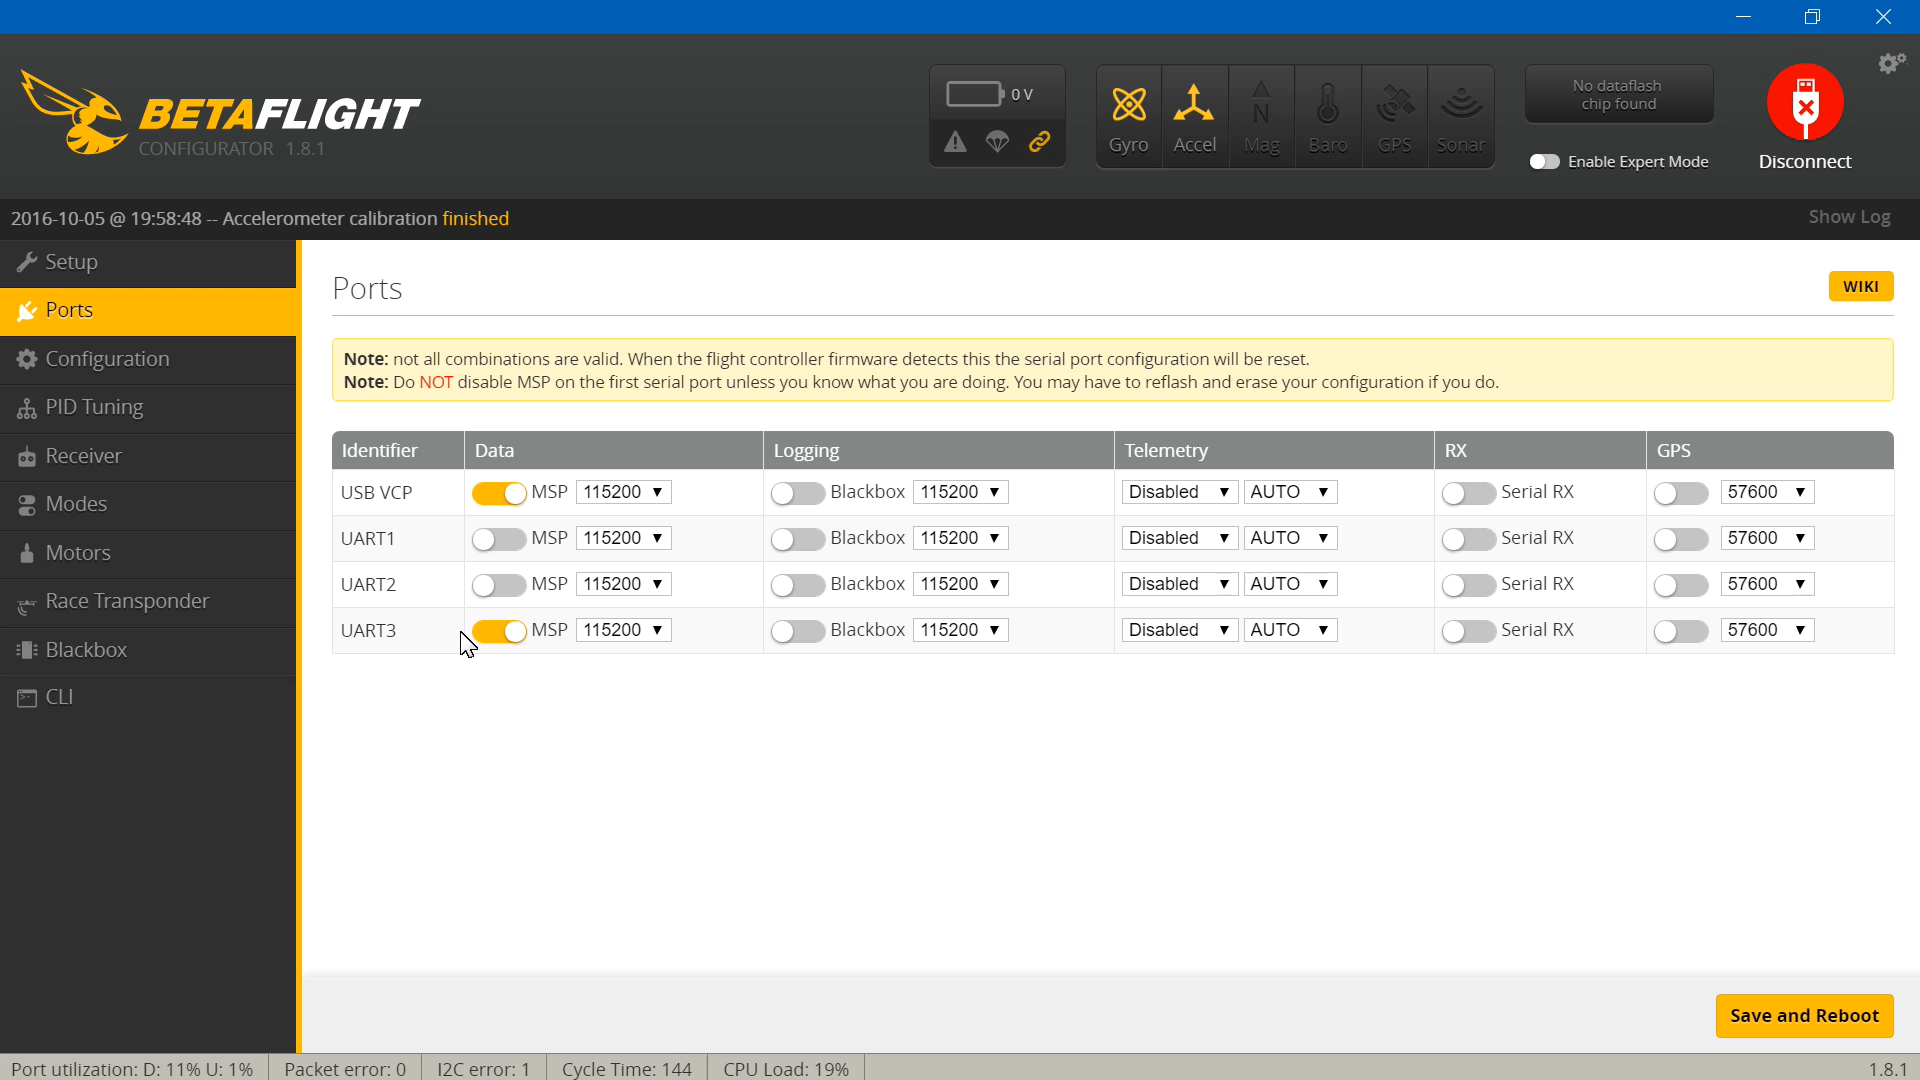 BETAFLIGHT
CONFIGURATOR 1.8.1
0 V
Gyro Accel Mag Baro GPS Sonar
No dataflash
chip found
Enable Expert Mode
Disconnect
2016-10-05 @ 19:58:48 -- Accelerometer calibration finished
Show Log
Setup
Ports
Configuration
PID Tuning
Receiver
Modes
Motors
Race Transponder
Blackbox
CLI
Ports
WIKI
Note: not all combinations are valid. When the flight controller firmware detects this the serial port configuration will be reset.
Note: Do NOT disable MSP on the first serial port unless you know what you are doing. You may have to reflash and erase your configuration if you do.
Identifier Data Logging Telemetry RX GPS
USB VCP MSP 115200 Blackbox 115200 Disabled AUTO Serial RX 57600
UART1 MSP 115200 Blackbox 115200 Disabled AUTO Serial RX 57600
UART2 MSP 115200 Blackbox 115200 Disabled AUTO Serial RX 57600
UART3 MSP 115200 Blackbox 115200 Disabled AUTO Serial RX 57600
Save and Reboot
Port utilization: D: 11% U: 1% Packet error: 0 I2C error: 1 Cycle Time: 144 CPU Load: 19% 1.8.1